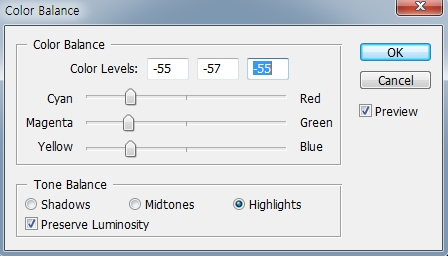 Color Balance
Color Balance
Color Levels: -55 -57 -55
Cyan Red
Magenta Green
Yellow Blue
Tone Balance
Shadows Midtones Highlights
Preserve Luminosity
OK
Cancel
Preview